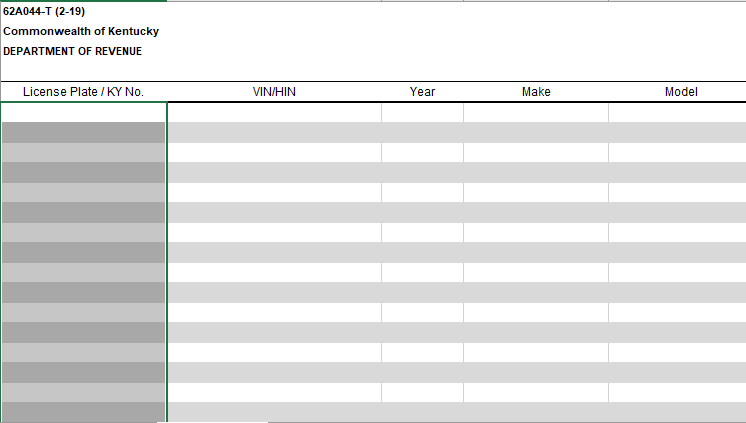 62A044-T (2-19)
Commonwealth of Kentucky
DEPARTMENT OF REVENUE
License Plate / KY No. VIN/HIN Year Make Model